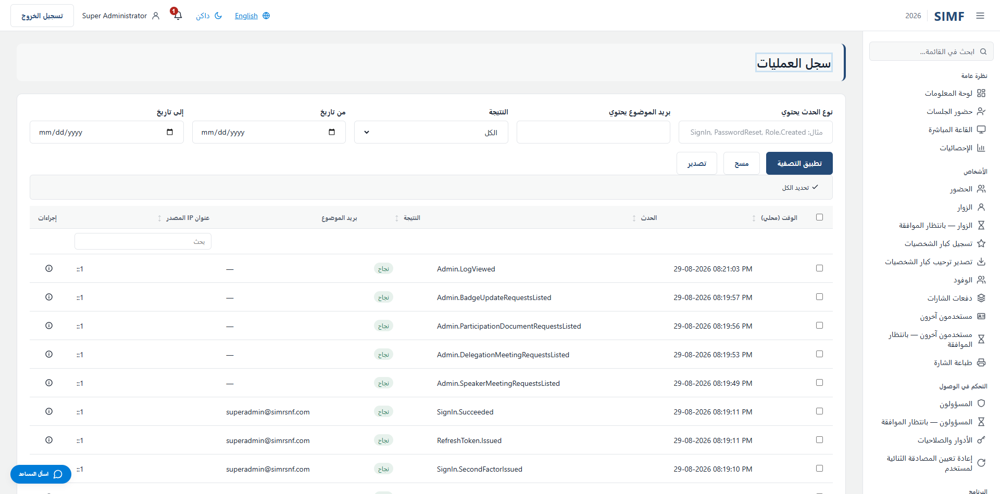 SIMF
2026
English
داكن
1
Super Administrator
تسجيل الخروج
ابحث في القائمة...
نظرة عامة
لوحة المعلومات
حضور الجلسات
القاعة المباشرة
الإحصائيات
الأشخاص
الحضور
الزوار
الزوار — بانتظار الموافقة
تسجيل كبار الشخصيات
تصدير ترحيب كبار الشخصيات
الوفود
دفعات الشارات
مستخدمون آخرون
مستخدمون آخرون — بانتظار
الموافقة
طباعة الشارة
التحكم في الوصول
المسؤولون
المسؤولون — بانتظار الموافقة
الأدوار والصلاحيات
إعادة تعيين المصادقة الثنائية
لمستخدم
البرنامج
سجل العمليات
نوع الحدث يحتوي
بريد الموضوع يحتوي
النتيجة
من تاريخ
إلى تاريخ
مثال: SignIn, PasswordReset, Role.Created
الكل
mm/dd/yyyy
mm/dd/yyyy
تطبيق التصفية
مسح
تصدير
تحديد الكل
الوقت (محلي) الحدث النتيجة بريد الموضوع عنوان IP المصدر إجراءات
بحث
29-08-2026 08:21:03 PM Admin.LogViewed نجاح — ::1
29-08-2026 08:19:57 PM Admin.BadgeUpdateRequestsListed نجاح — ::1
29-08-2026 08:19:56 PM Admin.ParticipationDocumentRequestsListed نجاح — ::1
29-08-2026 08:19:53 PM Admin.DelegationMeetingRequestsListed نجاح — ::1
29-08-2026 08:19:49 PM Admin.SpeakerMeetingRequestsListed نجاح — ::1
29-08-2026 08:19:11 PM SignIn.Succeeded نجاح superadmin@simrsnf.com ::1
29-08-2026 08:19:11 PM RefreshToken.Issued نجاح superadmin@simrsnf.com ::1
29-08-2026 08:19:10 PM SignIn.SecondFactorIssued نجاح superadmin@simrsnf.com ::1
اسأل المساعد